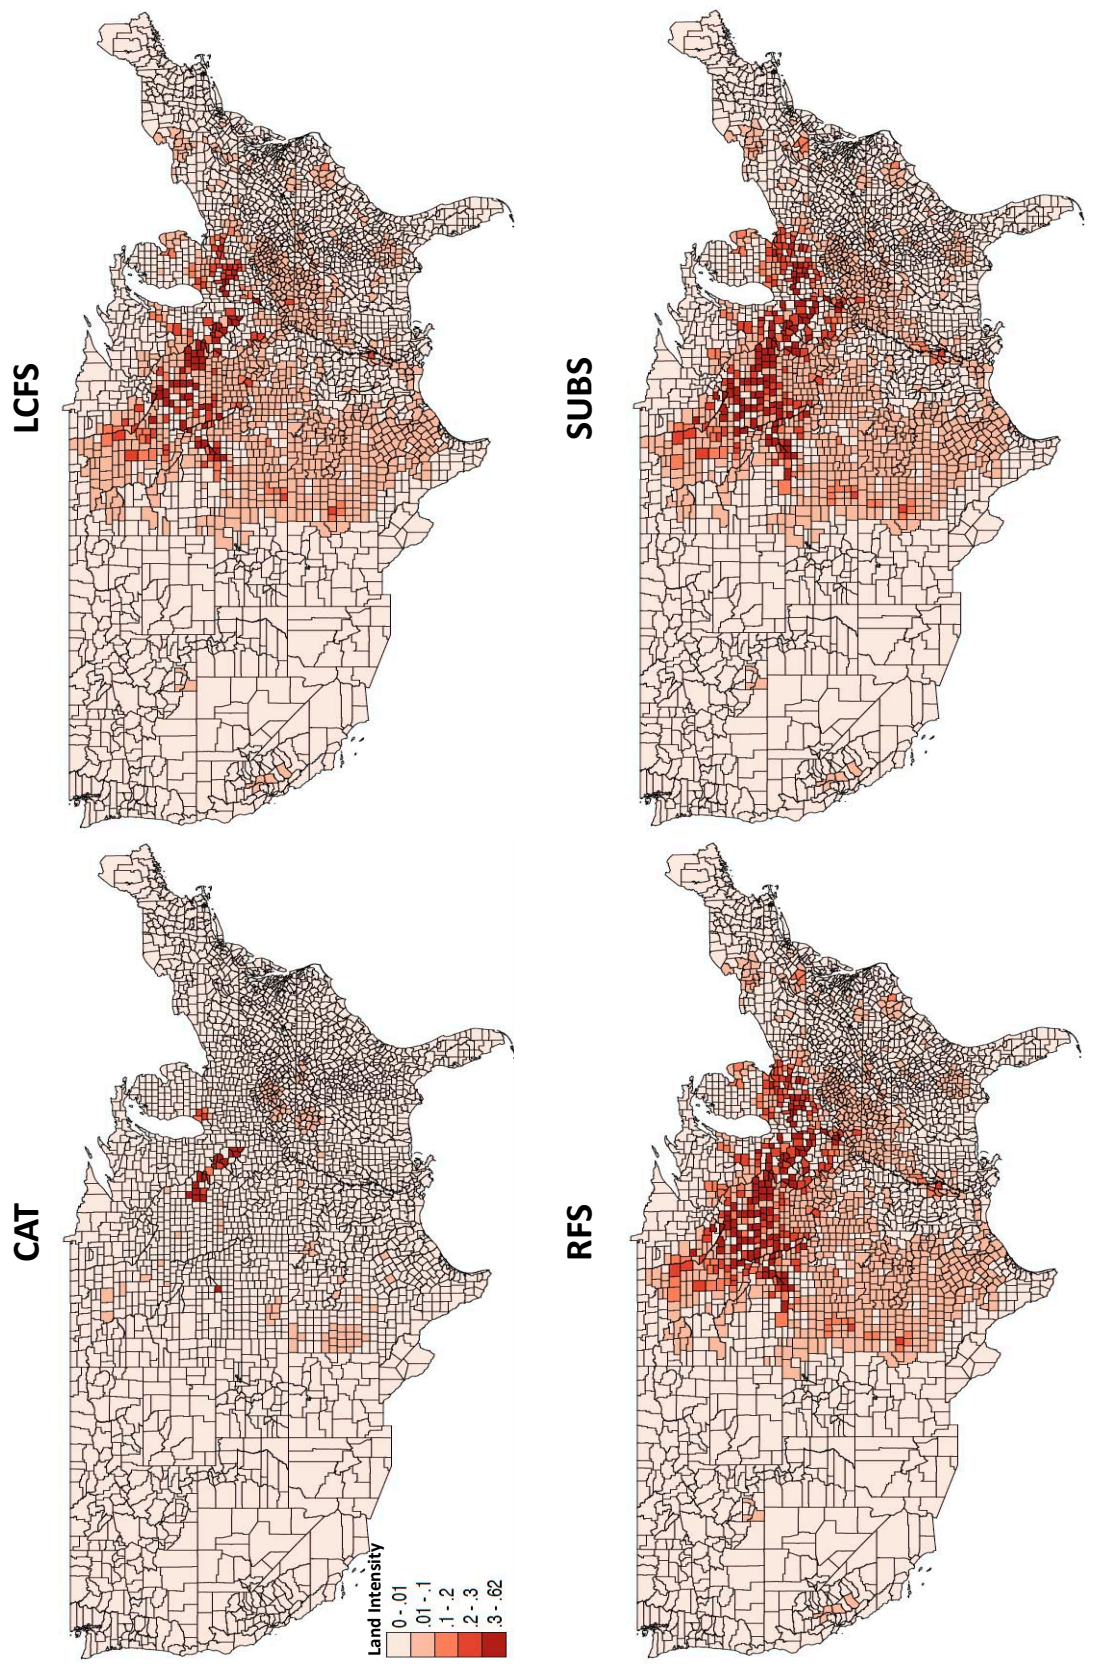 CAT
LCFS
Land Intensity
0 - .01
.01 - .1
.1 - .2
.2 - .3
.3 - .62
RFS
SUBS